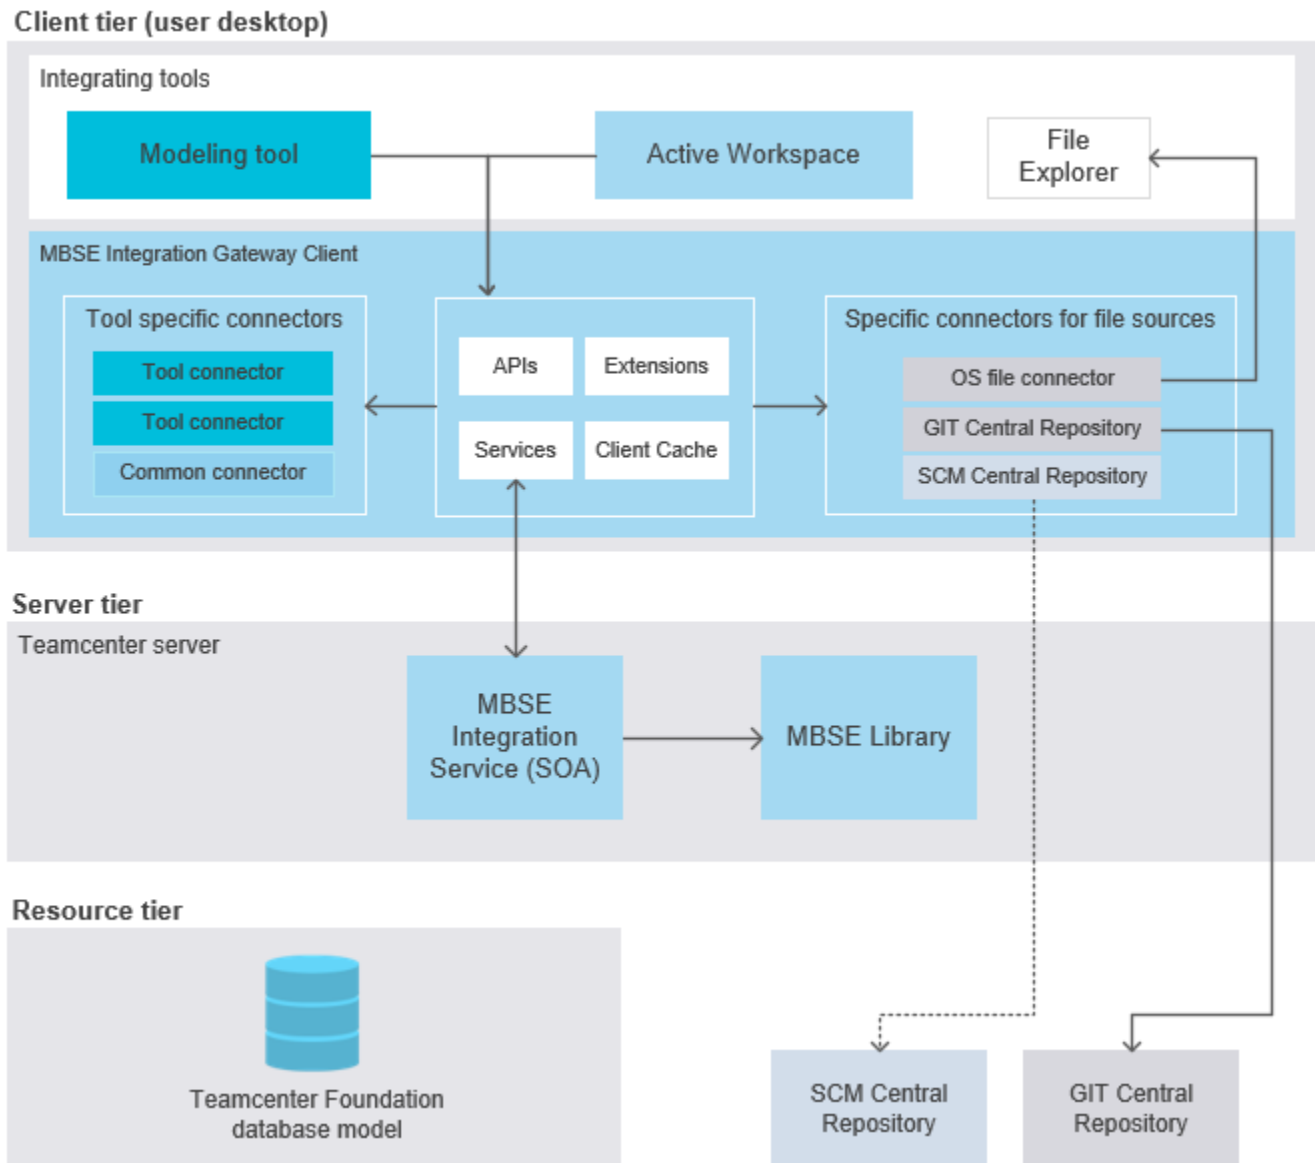 Client tier (user desktop)
Integrating tools
Modeling tool
Active Workspace
File
Explorer
MBSE Integration Gateway Client
Tool specific connectors
Tool connector
Tool connector
Common connector
APIs
Extensions
Services
Client Cache
Specific connectors for file sources
OS file connector
GIT Central Repository
SCM Central Repository
Server tier
Teamcenter server
MBSE
Integration
Service (SOA)
MBSE Library
Resource tier
Teamcenter Foundation
database model
SCM Central
Repository
GIT Central
Repository